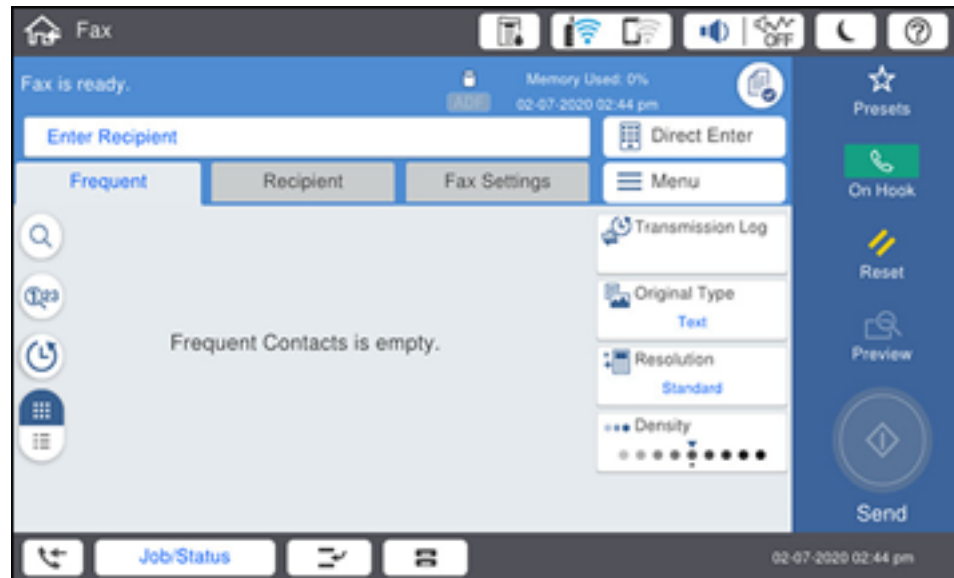 Fax
OFF
Fax is ready.
Memory Used: 0%
ADF
02-07-2020 02:44 pm
Enter Recipient
Direct Enter
Frequent
Recipient
Fax Settings
Menu
Transmission Log
Original Type
Text
Resolution
Standard
Density
123
Frequent Contacts is empty.
Presets
On Hook
Reset
Preview
Send
Job/Status
02-07-2020 02:44 pm